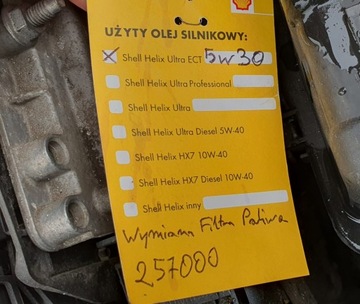 UŻYTY OLEJ SILNIKOWY:
Shell Helix Ultra ECT 5w30
Shell Helix Ultra Professional
Shell Helix Ultra
Shell Helix Ultra Diesel 5W-40
Shell Helix HX7 10W-40
Shell Helix HX7 Diesel 10W-40
Shell Helix inny
Wymiana Filtra Paliwa
257000